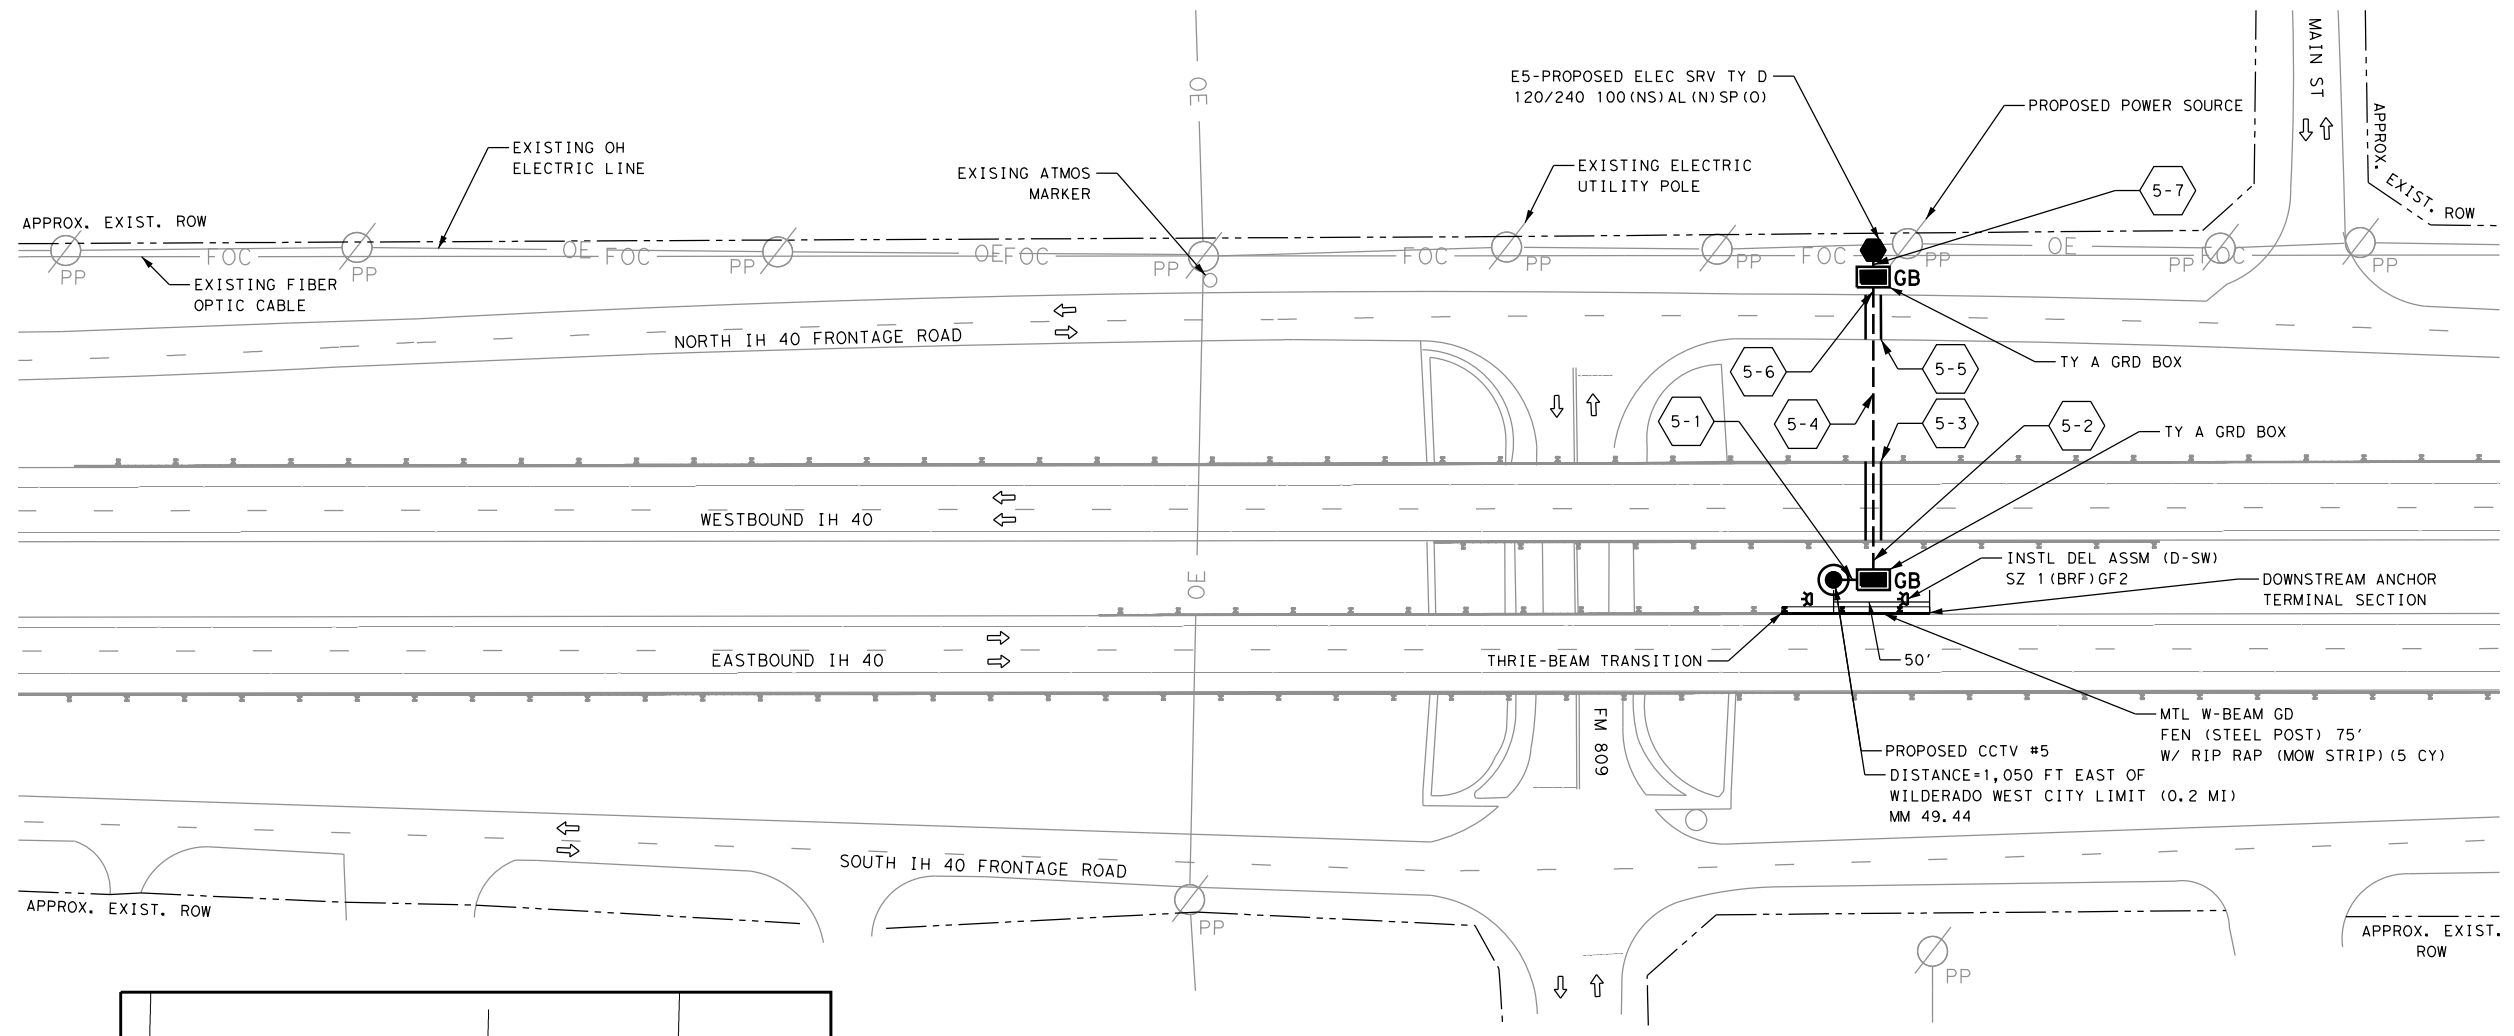 MAIN ST
OE
E5-PROPOSED ELEC SRV TY D
120/240 100(NS)AL(N)SP(O)
PROPOSED POWER SOURCE
APPROX. EXIST. ROW
EXISTING OH
ELECTRIC LINE
EXISING ATMOS
MARKER
EXISTING ELECTRIC
UTILITY POLE
5-7
APPROX. EXIST. ROW
FOC
OE
FOC
OE
FOC
FOC
FOC
OE
FOC
PP
PP
PP
PP
PP
PP
PP
PP
PP
EXISTING FIBER
OPTIC CABLE
GB
NORTH IH 40 FRONTAGE ROAD
TY A GRD BOX
5-6
5-5
5-1
5-4
5-3
5-2
TY A GRD BOX
WESTBOUND IH 40
OE
GB
INSTL DEL ASSM (D-SW)
SZ 1(BRF)GF2
DOWNSTREAM ANCHOR
TERMINAL SECTION
EASTBOUND IH 40
THRIE-BEAM TRANSITION
50'
FM 809
MTL W-BEAM GD
FEN (STEEL POST) 75'
W/ RIP RAP (MOW STRIP)(5 CY)
PROPOSED CCTV #5
DISTANCE=1,050 FT EAST OF
WILDERADO WEST CITY LIMIT (0.2 MI)
MM 49.44
SOUTH IH 40 FRONTAGE ROAD
APPROX. EXIST. ROW
PP
PP
APPROX. EXIST.
ROW